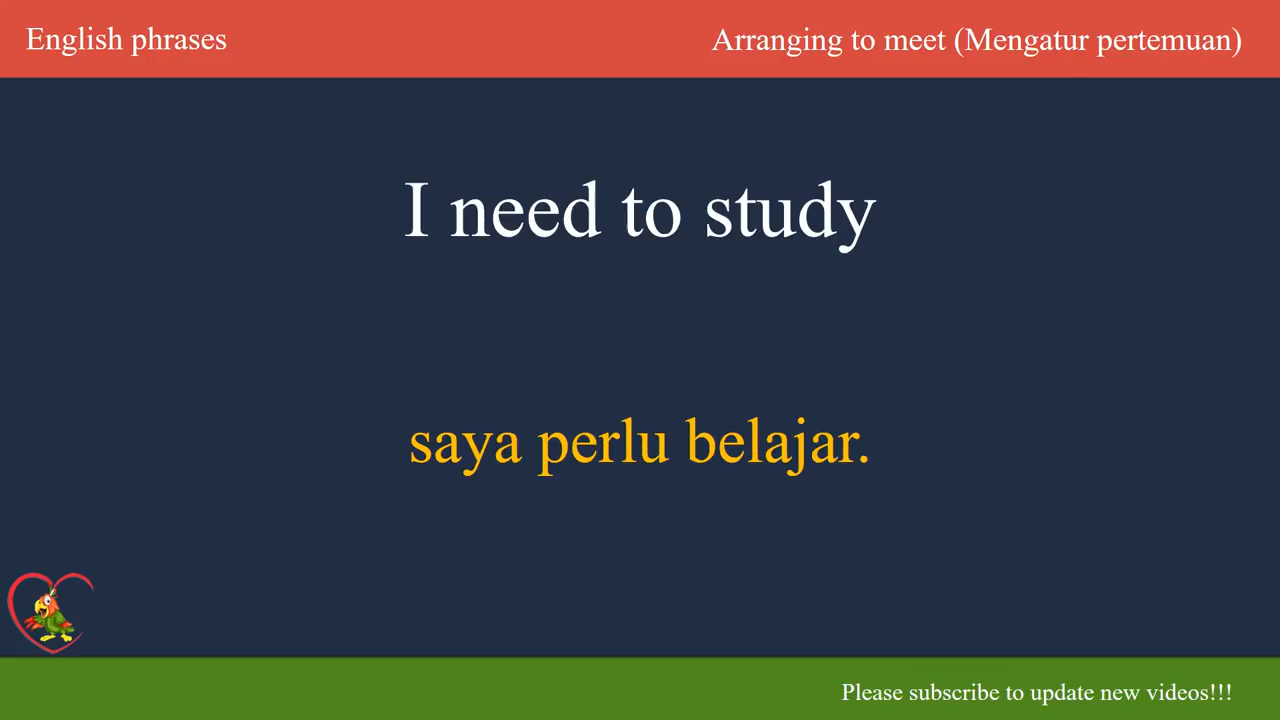 English phrases
Arranging to meet (Mengatur pertemuan)
I need to study
saya perlu belajar.
Please subscribe to update new videos!!!